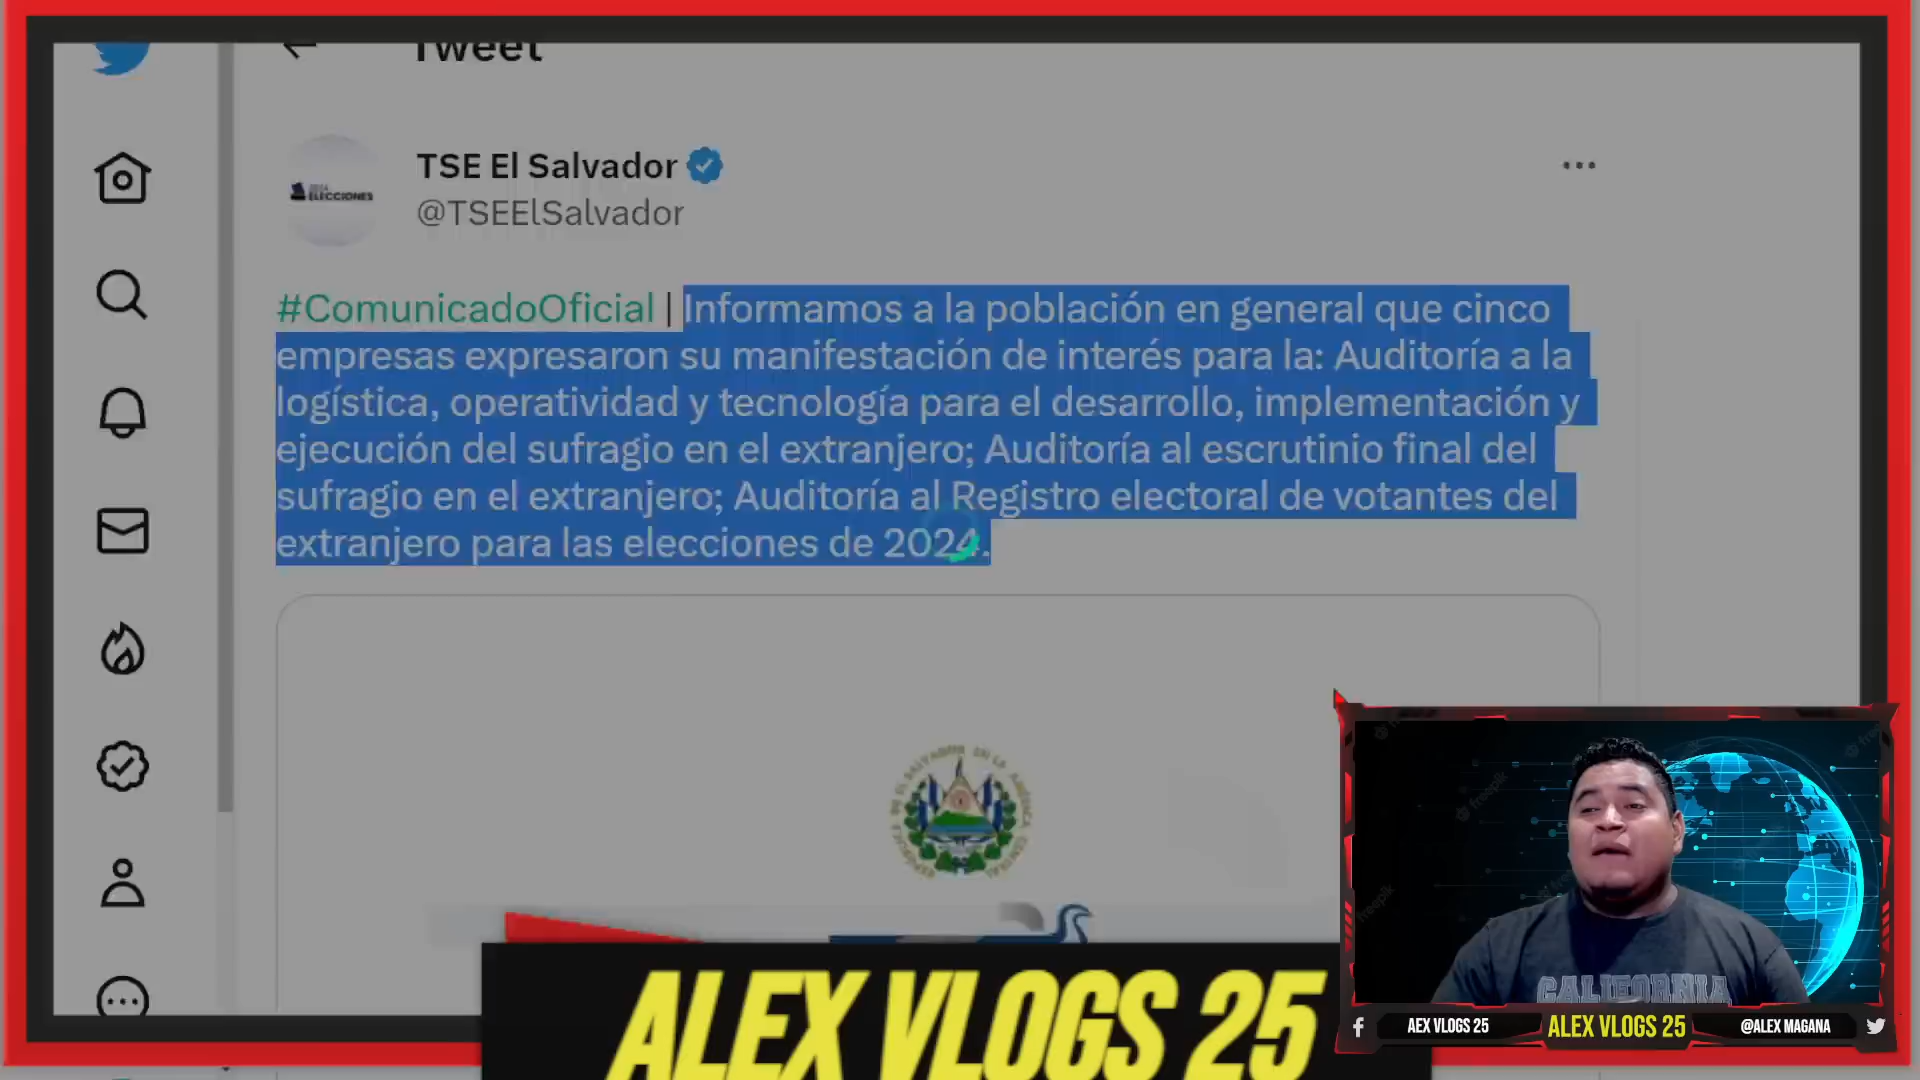 Tweet
TSE El Salvador
@TSEElSalvador
ELECCIONES
#ComunicadoOficial | Informamos a la población en general que cinco
empresas expresaron su manifestación de interés para la: Auditoría a la
logística, operatividad y tecnología para el desarrollo, implementación y
ejecución del sufragio en el extranjero; Auditoría al escrutinio final del
sufragio en el extranjero; Auditoría al Registro electoral de votantes del
extranjero para las elecciones de 2024.
ALEX VLOGS 25
CALIFORNIA
AEX VLOGS 25
ALEX VLOGS 25
@ALEX MAGANA